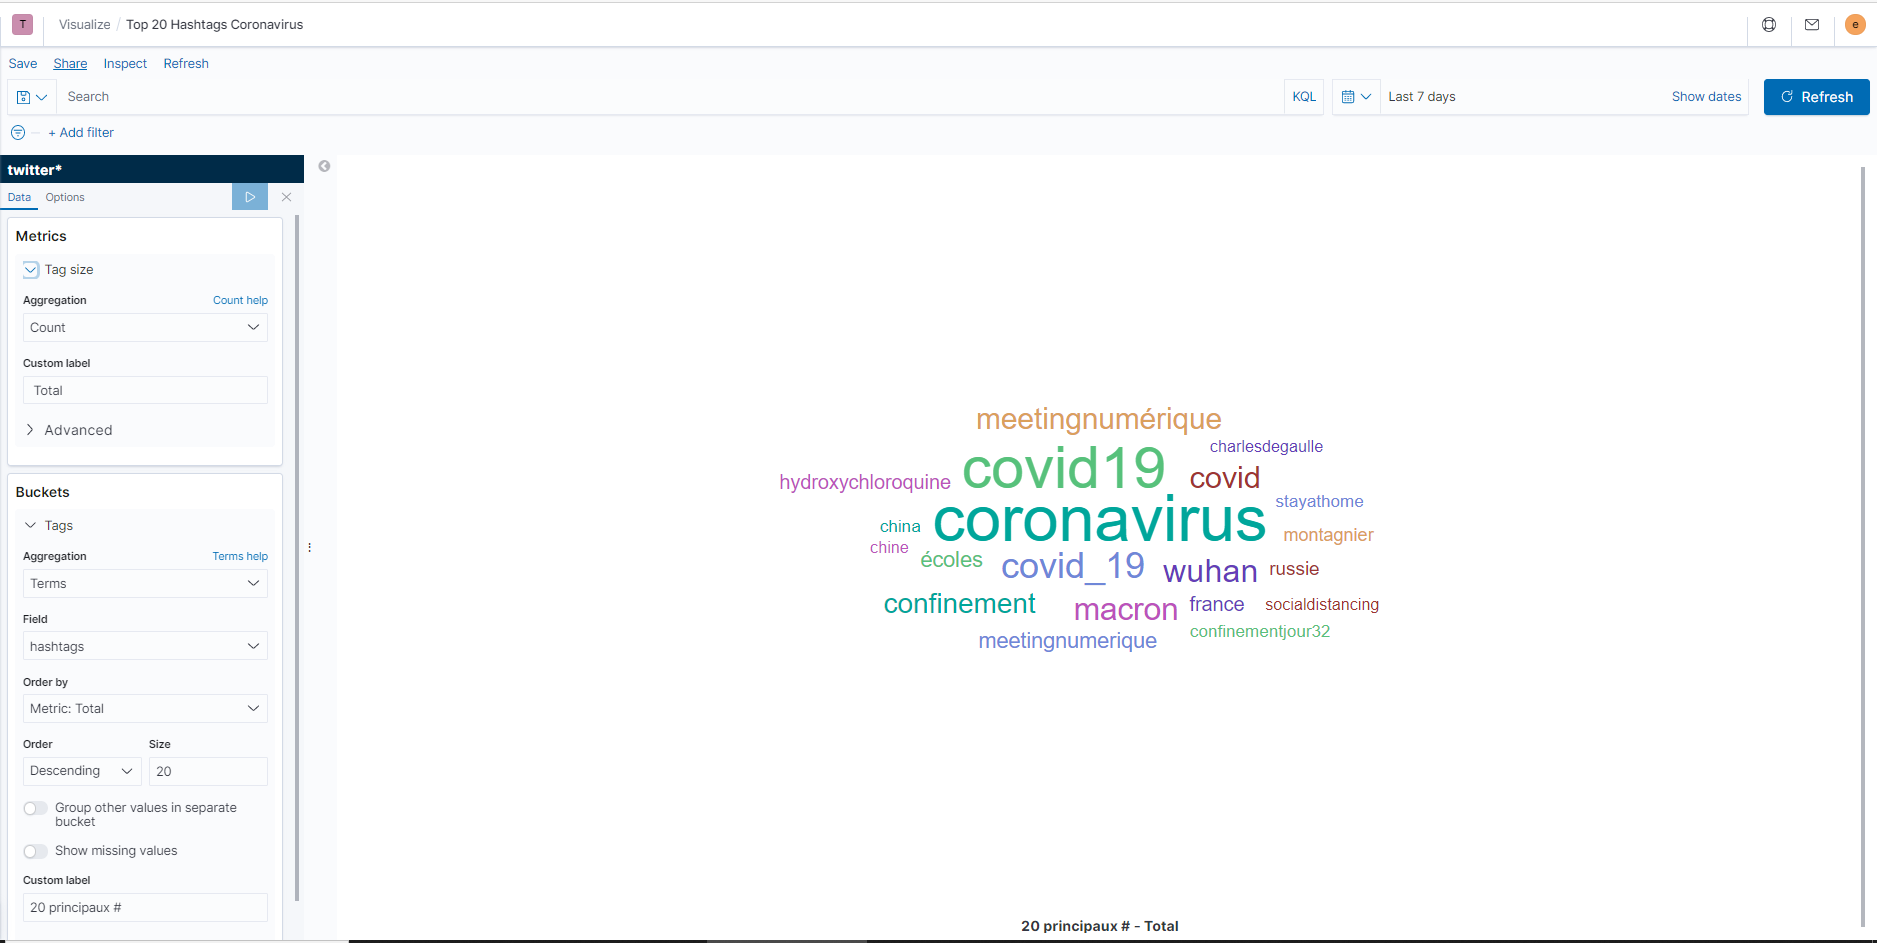 T Visualize / Top 20 Hashtags Coronavirus e
Save Share Inspect Refresh
Search KQL Last 7 days Show dates Refresh
+ Add filter
twitter*
Data Options
Metrics
Tag size
Aggregation Count help
Count
Custom label
Total
Advanced
Buckets
Tags
Aggregation Terms help
Terms
Field
hashtags
Order by
Metric: Total
Order Size
Descending 20
Group other values in separate
bucket
Show missing values
Custom label
20 principaux #
meetingnumérique
charlesdegaulle
hydroxychloroquine covid19 covid
stayathome
china coronavirus montagnier
chine
écoles covid_19 wuhan russie
confinement macron france socialdistancing
meetingnumerique confinementjour32
20 principaux # - Total